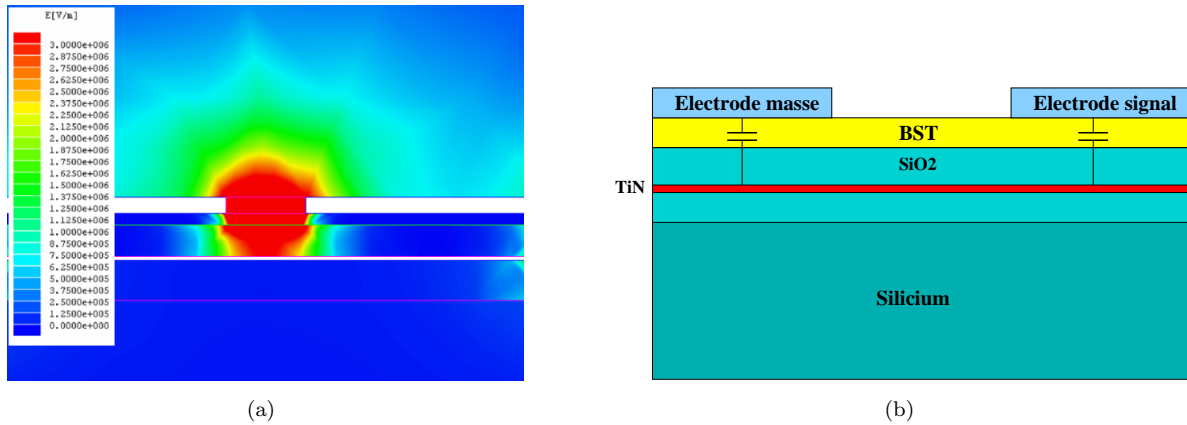 E[V/m]
3.0000e+006
2.8750e+006
2.6250e+006
2.5000e+006
2.3750e+006
2.2500e+006
2.1250e+006
2.0000e+006
1.8750e+006
1.7500e+006
1.6250e+006
1.5000e+006
1.3750e+006
1.2500e+006
1.1250e+006
1.0000e+006
8.7500e+005
7.5000e+005
6.2500e+005
5.0000e+005
3.7500e+005
2.5000e+005
1.2500e+005
0.0000e+000
(a)
Electrode masse
Electrode signal
BST
SiO2
TiN
Silicium
(b)